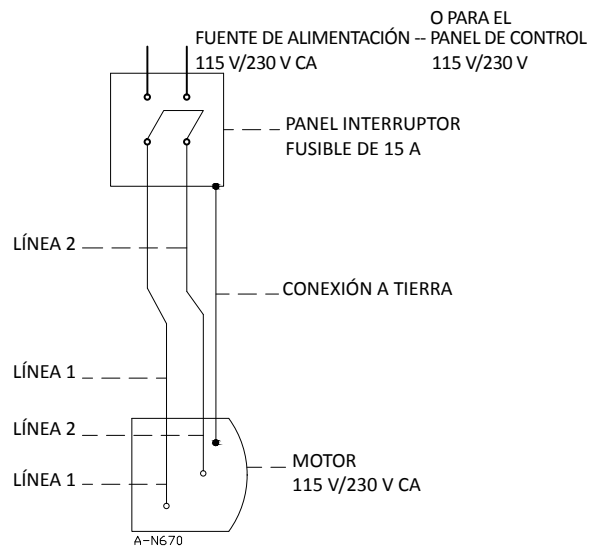 O PARA EL
FUENTE DE ALIMENTACIÓN -- PANEL DE CONTROL
115 V/230 V CA 115 V/230 V
PANEL INTERRUPTOR
FUSIBLE DE 15 A
LÍNEA 2
CONEXIÓN A TIERRA
LÍNEA 1
LÍNEA 2
MOTOR
LÍNEA 1
115 V/230 V CA
A-N670